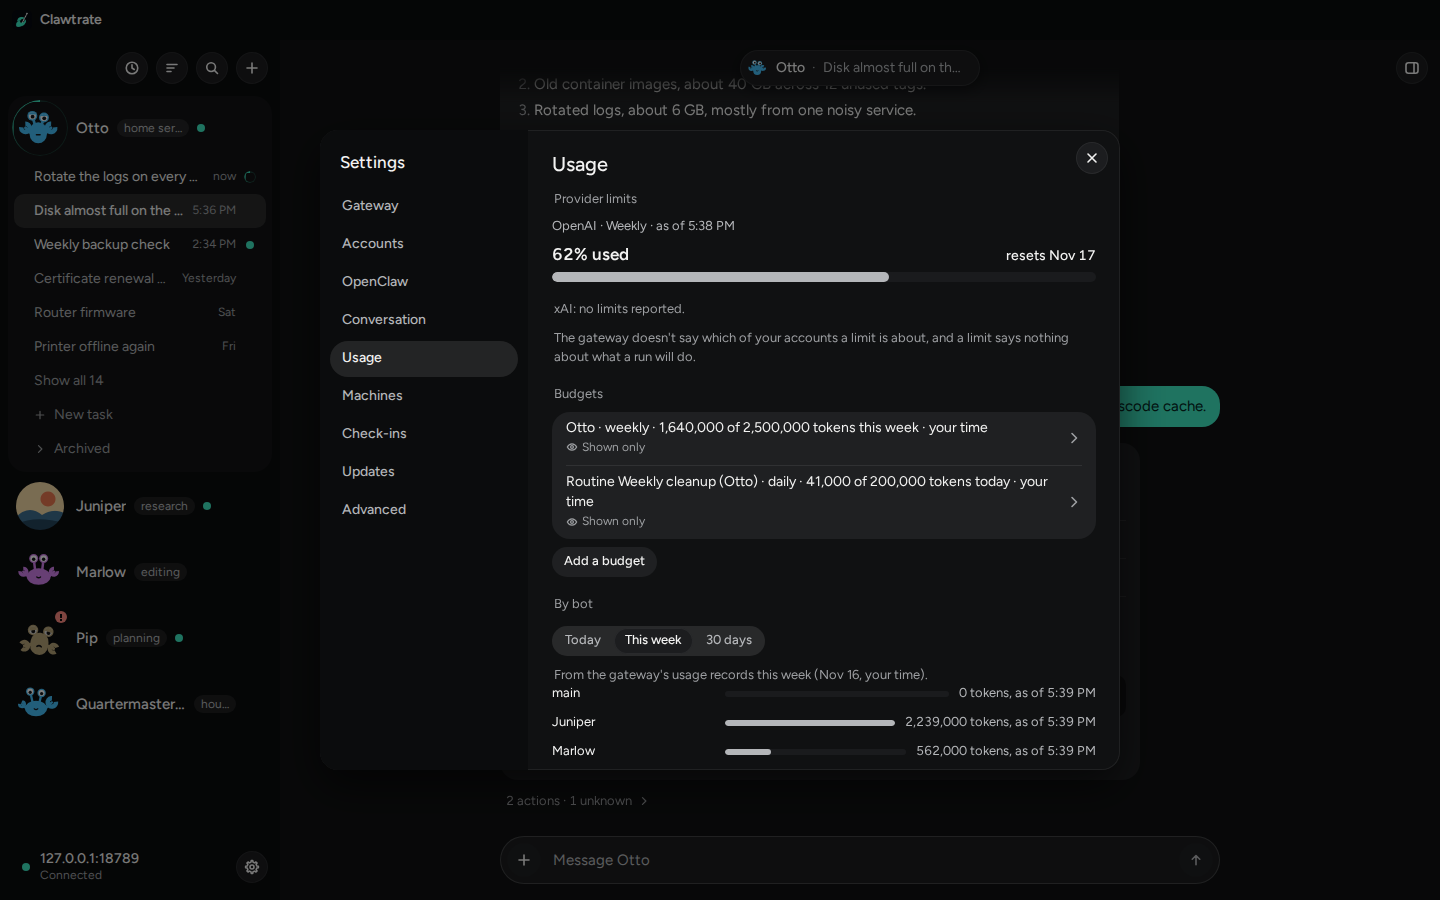 Clawtrate
Otto home ser...
Rotate the logs on every ... now
Disk almost full on the ... 5:36 PM
Weekly backup check 2:34 PM
Certificate renewal ... Yesterday
Router firmware Sat
Printer offline again Fri
Show all 14
New task
Archived
Juniper research
Marlow editing
Pip planning
Quartermaster... hou...
127.0.0.1:18789
Connected
Otto · Disk almost full on th...
2. Old container images, about 40 GB across 12 unused tags.
3. Rotated logs, about 6 GB, mostly from one noisy service.
scode cache.
Settings
Gateway
Accounts
OpenClaw
Conversation
Usage
Machines
Check-ins
Updates
Advanced
Usage
Provider limits
OpenAI · Weekly · as of 5:38 PM
62% used resets Nov 17
xAI: no limits reported.
The gateway doesn't say which of your accounts a limit is about, and a limit says nothing
about what a run will do.
Budgets
Otto · weekly · 1,640,000 of 2,500,000 tokens this week · your time
Shown only
Routine Weekly cleanup (Otto) · daily · 41,000 of 200,000 tokens today · your
time
Shown only
Add a budget
By bot
Today This week 30 days
From the gateway's usage records this week (Nov 16, your time).
main 0 tokens, as of 5:39 PM
Juniper 2,239,000 tokens, as of 5:39 PM
Marlow 562,000 tokens, as of 5:39 PM
2 actions · 1 unknown
Message Otto